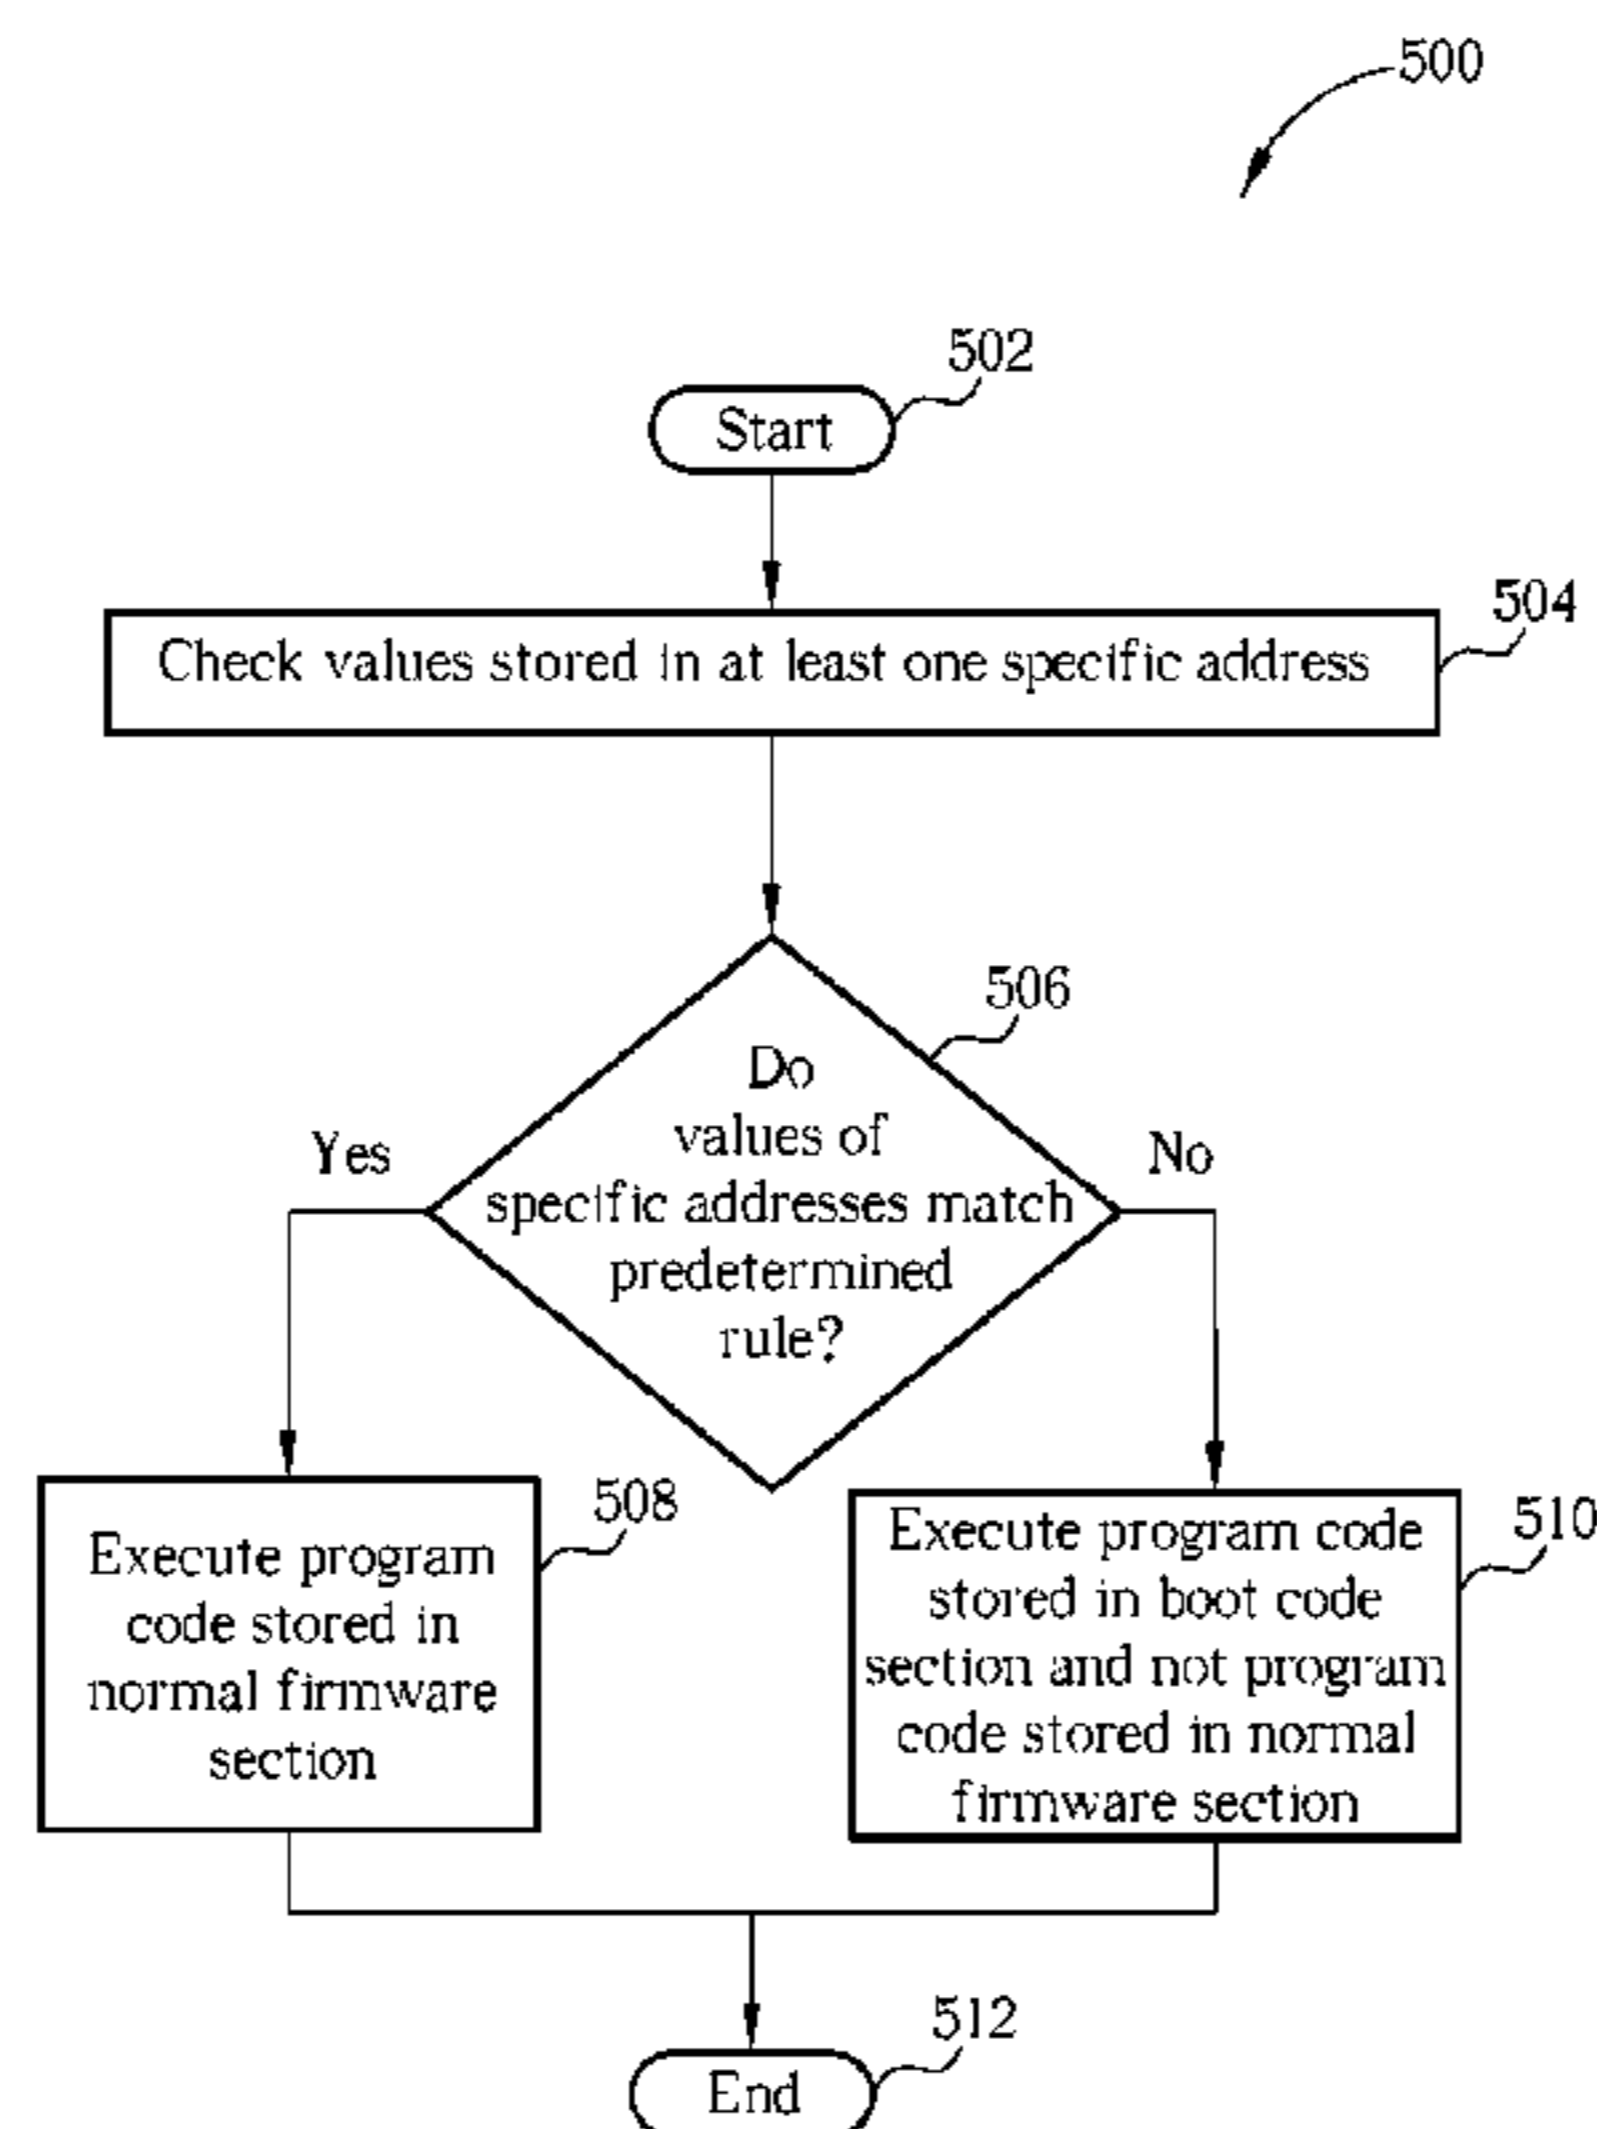 500
502
Start
504
Check values stored in at least one specific address
506
Do
values of
specific addresses match
predetermined
rule?
Yes
No
508
Execute program
code stored in
normal firmware
section
510
Execute program code
stored in boot code
section and not program
code stored in normal
firmware section
512
End